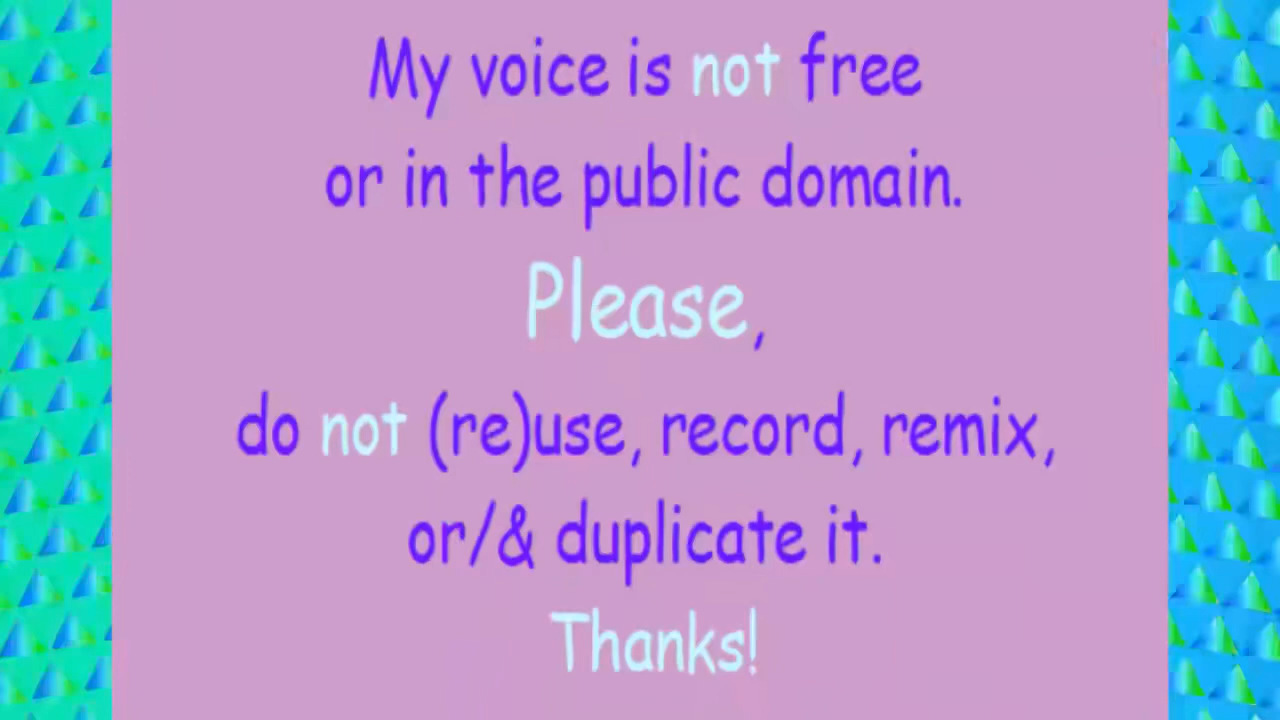 My voice is not free
or in the public domain.
Please,
do not (re)use, record, remix,
or/& duplicate it.
Thanks!